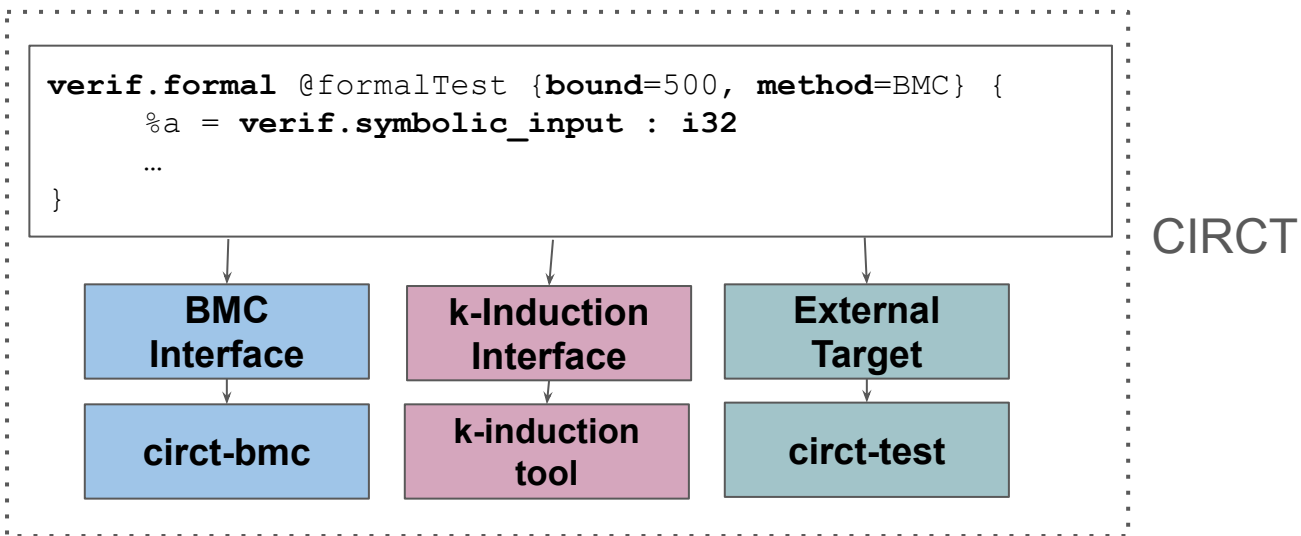 verif.formal @formalTest {bound=500, method=BMC} {
%a = verif.symbolic_input : i32
…
}
CIRCT
BMC
Interface
k-Induction
Interface
External
Target
circt-bmc
k-induction
tool
circt-test